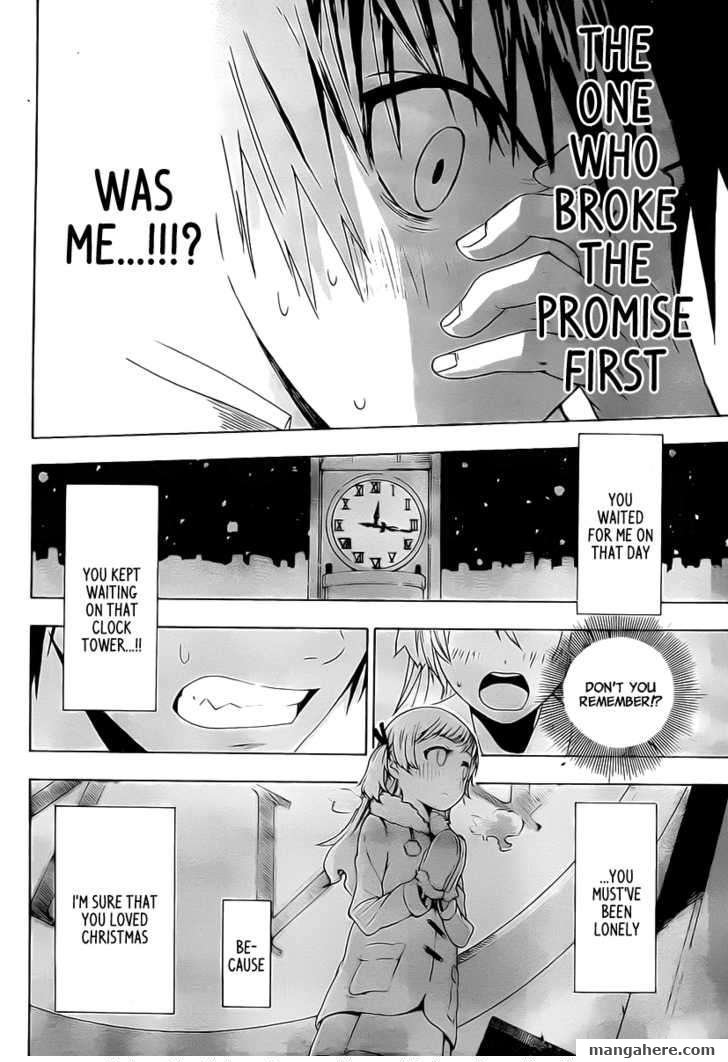 THE
ONE
WHO
BROKE
THE
PROMISE
FIRST
WAS
ME...!!!?
YOU
WAITED
FOR ME ON
THAT DAY
XII
YOU KEPT
WAITING
ON THAT
CLOCK
TOWER...!!
DON'T YOU
REMEMBER!?
...YOU
MUST'VE
BEEN
LONELY
BE-
CAUSE
I'M SURE THAT
YOU LOVED
CHRISTMAS
mangahere.com